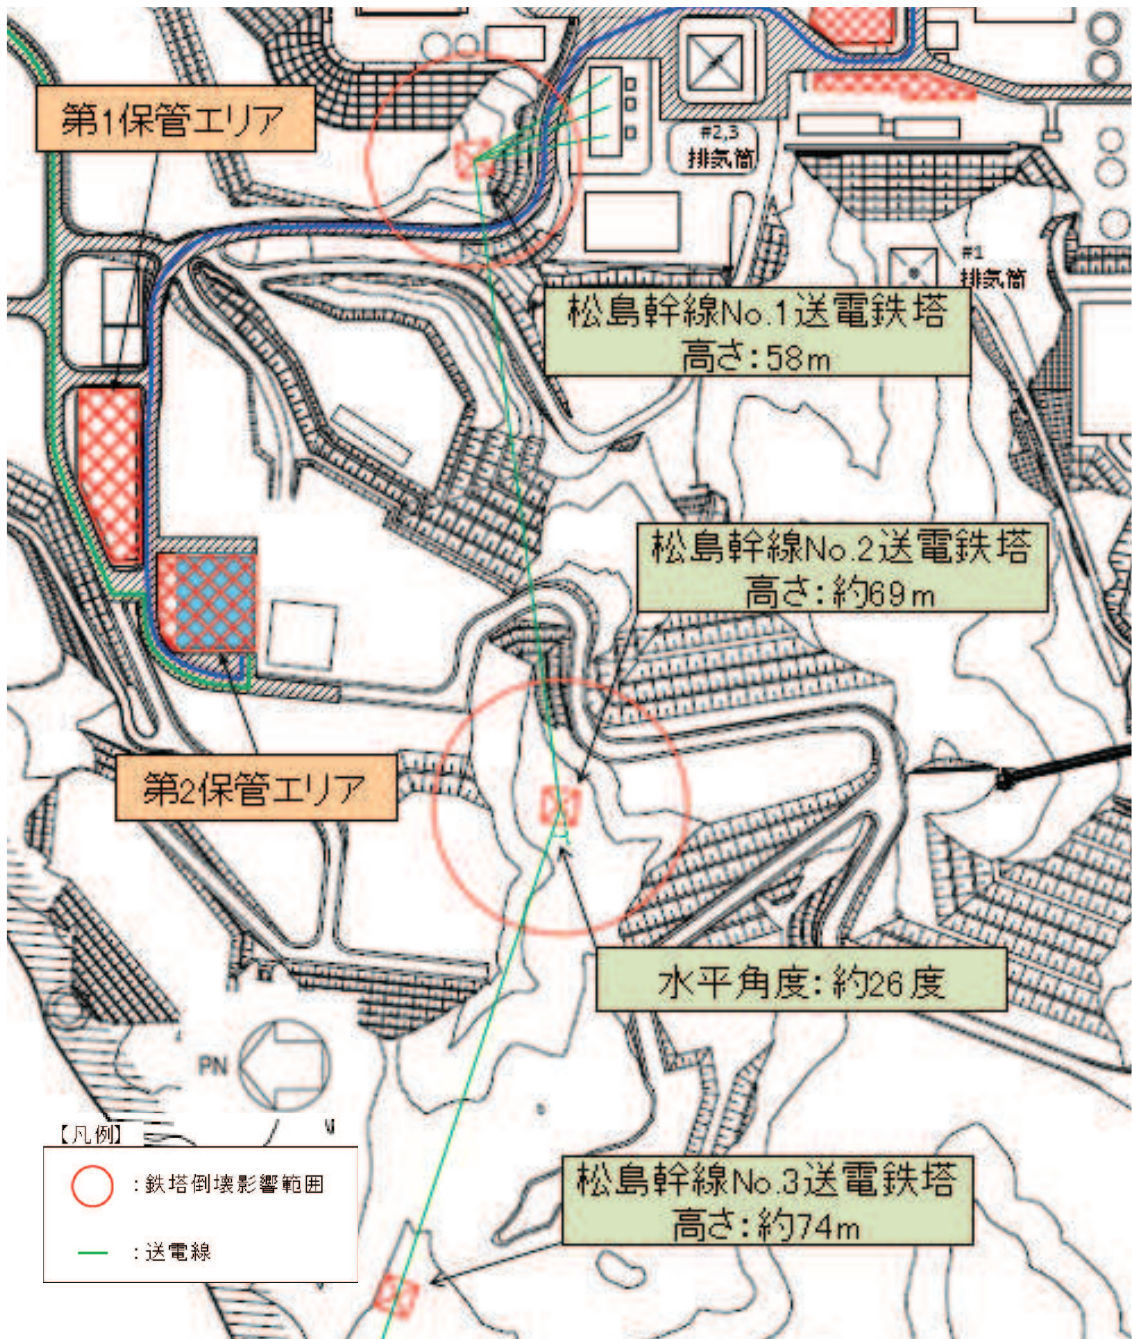 第1保管エリア
#2,3
排気筒
#1
排気筒
松島幹線No.1送電鉄塔
高さ:58m
松島幹線No.2送電鉄塔
高さ:約69m
第2保管エリア
水平角度:約26度
PN
【凡例】
:鉄塔倒壊影響範囲
:送電線
松島幹線No.3送電鉄塔
高さ:約74m